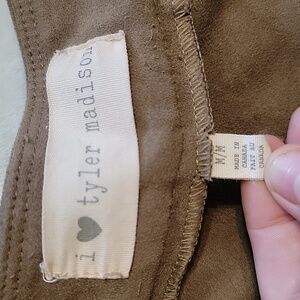 i ♥ tyler madison
M/M
MADE IN
CANADA
FAIT AU
CANADA